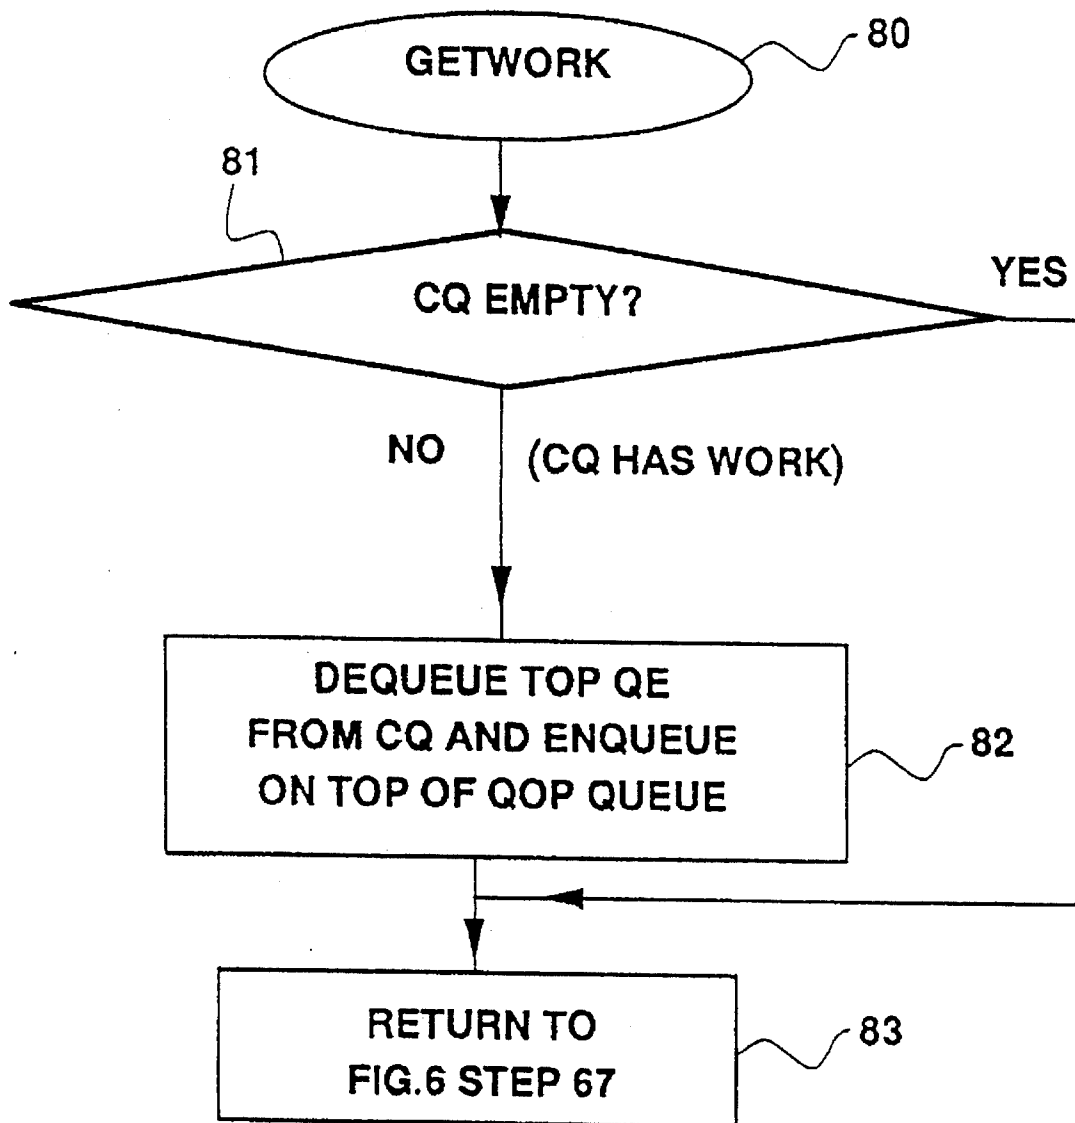 GETWORK
80
81
CQ EMPTY?
YES
NO
(CQ HAS WORK)
DEQUEUE TOP QE
FROM CQ AND ENQUEUE
ON TOP OF QOP QUEUE
82
RETURN TO
FIG.6 STEP 67
83